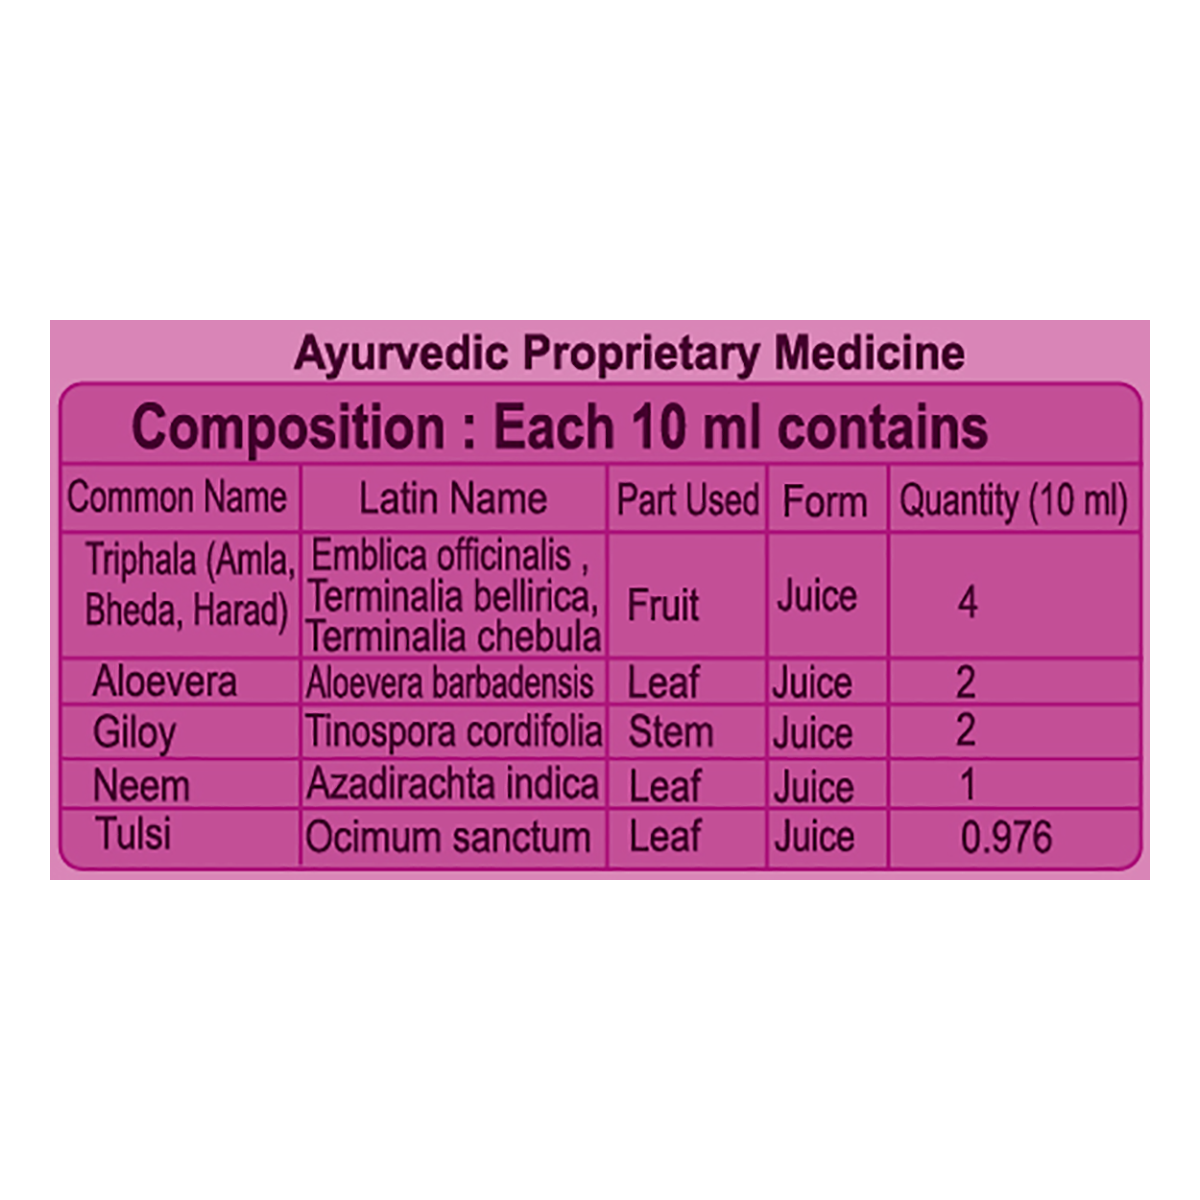 Ayurvedic Proprietary Medicine
Composition : Each 10 ml contains
Common Name Latin Name Part Used Form Quantity (10 ml)
Triphala (Amla, Bheda, Harad) Emblica officinalis , Terminalia bellirica, Terminalia chebula Fruit Juice 4
Aloevera Aloevera barbadensis Leaf Juice 2
Giloy Tinospora cordifolia Stem Juice 2
Neem Azadirachta indica Leaf Juice 1
Tulsi Ocimum sanctum Leaf Juice 0.976